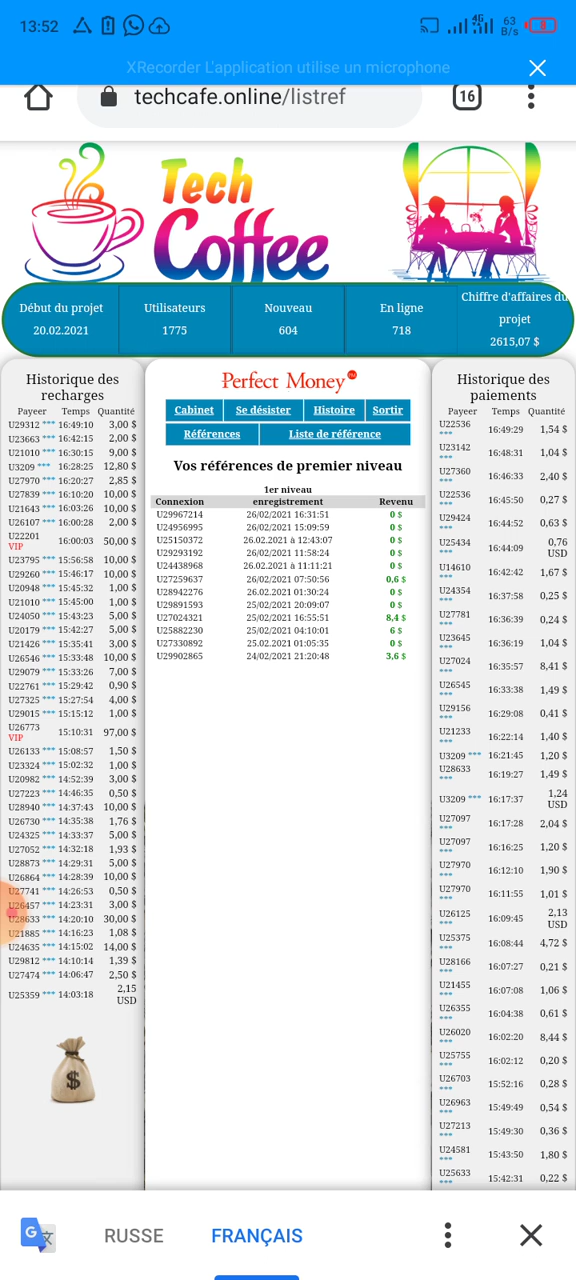 13:52
4G
63
B/s
8
XRecorder L'application utilise un microphone
techcafe.online/listref
16
Tech
Coffee
Début du projet
20.02.2021
Utilisateurs
1775
Nouveau
604
En ligne
718
Chiffre d'affaires du
projet
2615,07 $
Historique des
recharges
Payeer Temps Quantité
U29312 *** 16:49:10 3,00 $
U23663 *** 16:42:15 2,00 $
U21010 *** 16:30:15 9,00 $
U3209 *** 16:28:25 12,80 $
U27970 *** 16:20:27 2,85 $
U27839 *** 16:10:20 10,00 $
U21643 *** 16:03:26 10,00 $
U26107 *** 16:00:28 2,00 $
U22201
VIP 16:00:03 50,00 $
U23795 *** 15:56:58 10,00 $
U29260 *** 15:46:17 10,00 $
U20948 *** 15:45:32 1,00 $
U21010 *** 15:45:00 1,00 $
U24050 *** 15:43:23 5,00 $
U20179 *** 15:42:27 5,00 $
U21426 *** 15:35:41 3,00 $
U26546 *** 15:33:48 10,00 $
U29079 *** 15:33:26 7,00 $
U22761 *** 15:29:42 0,90 $
U27325 *** 15:27:54 4,00 $
U29015 *** 15:15:12 1,00 $
U26773
VIP 15:10:31 97,00 $
U26133 *** 15:08:57 1,50 $
U23324 *** 15:02:32 1,00 $
U20982 *** 14:52:39 3,00 $
U27223 *** 14:46:35 0,50 $
U28940 *** 14:37:43 10,00 $
U26730 *** 14:35:38 1,76 $
U24325 *** 14:33:37 5,00 $
U27052 *** 14:32:18 1,93 $
U28873 *** 14:29:31 5,00 $
U26864 *** 14:28:39 10,00 $
U27741 *** 14:26:53 0,50 $
U26457 *** 14:23:31 3,00 $
U28633 *** 14:20:10 30,00 $
U21885 *** 14:16:23 1,08 $
U24635 *** 14:15:02 14,00 $
U29812 *** 14:10:14 1,39 $
U27474 *** 14:06:47 2,50 $
U25359 *** 14:03:18 2,15
USD
$
Perfect Money PM
Cabinet Se désister Histoire Sortir
Références Liste de référence
Vos références de premier niveau
1er niveau
Connexion enregistrement Revenu
U29967214 26/02/2021 16:31:51 0 $
U24956995 26/02/2021 15:09:59 0 $
U25150372 26.02.2021 à 12:43:07 0 $
U29293192 26/02/2021 11:58:24 0 $
U24438968 26.02.2021 à 11:11:21 0 $
U27259637 26/02/2021 07:50:56 0,6 $
U28942276 26.02.2021 01:30:24 0 $
U29891593 25/02/2021 20:09:07 0 $
U27024321 25/02/2021 16:55:51 8,4 $
U25882230 25/02/2021 04:10:01 6 $
U27330892 25.02.2021 01:05:35 0 $
U29902865 24/02/2021 21:20:48 3,6 $
Historique des
paiements
Payeer Temps Quantité
U22536
*** 16:49:29 1,54 $
U23142
*** 16:48:31 1,04 $
U27360
*** 16:46:33 2,40 $
U22536
*** 16:45:50 0,27 $
U29424
*** 16:44:52 0,63 $
U25434
*** 16:44:09 0,76
USD
U14610
*** 16:42:42 1,67 $
U24354
*** 16:37:58 0,25 $
U27781
*** 16:36:39 0,24 $
U23645
*** 16:36:19 1,04 $
U27024
*** 16:35:57 8,41 $
U26545
*** 16:33:38 1,49 $
U29156
*** 16:29:08 0,41 $
U21233
*** 16:22:14 1,40 $
U3209 *** 16:21:45 1,20 $
U28633
*** 16:19:27 1,49 $
U3209 *** 16:17:37 1,24
USD
U27097
*** 16:17:28 2,04 $
U27097
*** 16:16:25 1,20 $
U27970
*** 16:12:10 1,90 $
U27970
*** 16:11:55 1,01 $
U26125
*** 16:09:45 2,13
USD
U25375
*** 16:08:44 4,72 $
U28166
*** 16:07:27 0,21 $
U21455
*** 16:07:08 1,06 $
U26355
*** 16:04:38 0,61 $
U26020
*** 16:02:20 8,44 $
U25755
*** 16:02:12 0,20 $
U26703
*** 15:52:16 0,28 $
U26963
*** 15:49:49 0,54 $
U27213
*** 15:49:30 0,36 $
U24581
*** 15:43:50 1,80 $
U25633
*** 15:42:31 0,22 $
G
RUSSE
FRANÇAIS